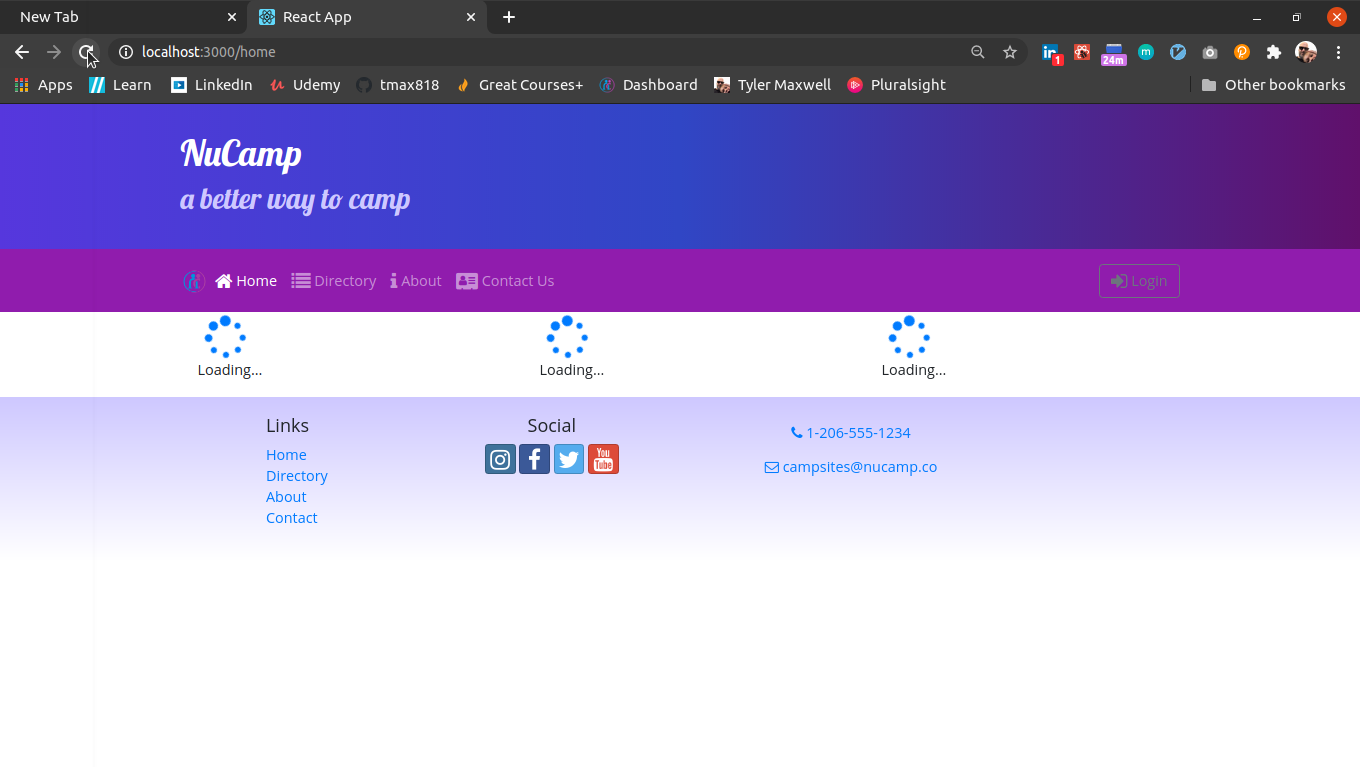 New Tab
React App
localhost:3000/home
1
24m
Apps
Learn
LinkedIn
Udemy
tmax818
Great Courses+
Dashboard
Tyler Maxwell
Pluralsight
Other bookmarks
NuCamp
a better way to camp
Home
Directory
About
Contact Us
Login
Loading...
Loading...
Loading...
Links
Home
Directory
About
Contact
Social
You
Tube
1-206-555-1234
campsites@nucamp.co